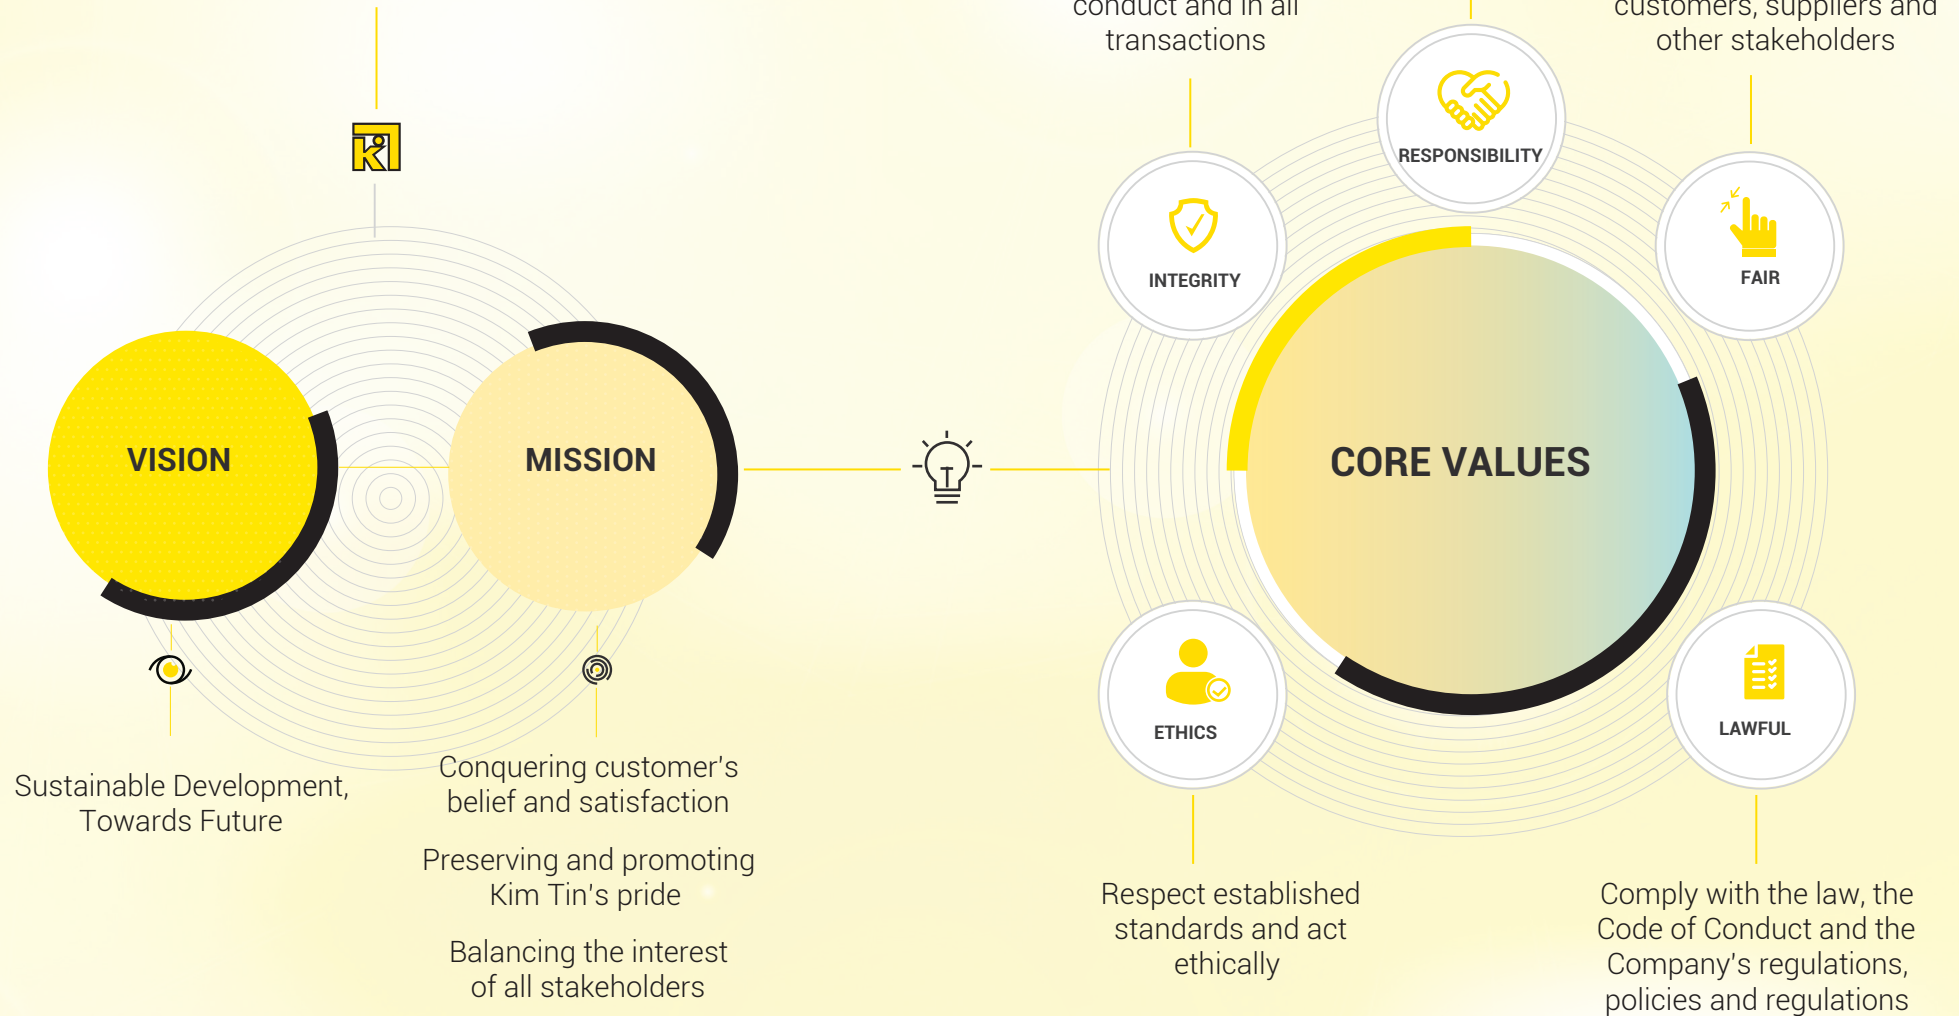 conduct and in all
transactions
customers, suppliers and
other stakeholders
RESPONSIBILITY
INTEGRITY
FAIR
VISION
MISSION
CORE VALUES
ETHICS
LAWFUL
Sustainable Development,
Towards Future
Conquering customer's
belief and satisfaction
Preserving and promoting
Kim Tin's pride
Balancing the interest
of all stakeholders
Respect established
standards and act
ethically
Comply with the law, the
Code of Conduct and the
Company's regulations,
policies and regulations